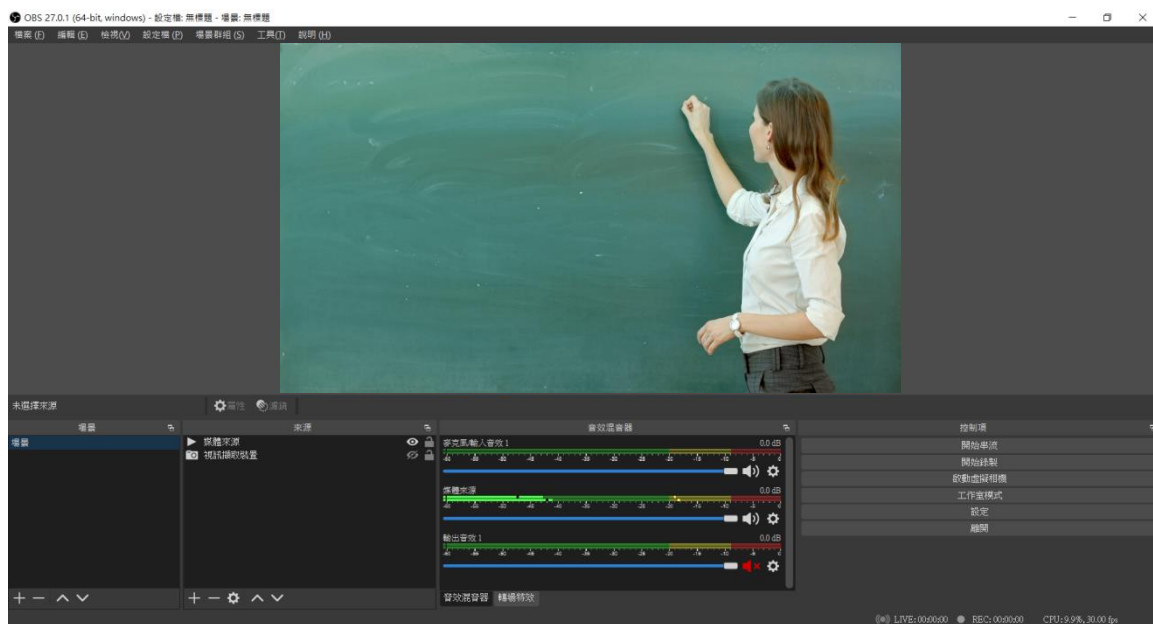 OBS 27.0.1 (64-bit, windows) - 設定檔: 無標題 - 場景: 無標題
檔案 (F) 編輯 (E) 檢視(V) 設定檔 (P) 場景群組 (S) 工具(T) 說明 (H)
未選擇來源 屬性 濾鏡
場景 來源 音效混音器 控制項
場景
媒體來源
視訊擷取裝置
麥克風/輸入音效 1 0.0 dB
媒體來源 0.0 dB
輸出音效 1 0.0 dB
音效混音器 轉場特效
開始串流
開始錄製
啟動虛擬相機
工作室模式
設定
離開
LIVE: 00:00:00 REC: 00:00:00 CPU: 9.9%, 30.00 fps